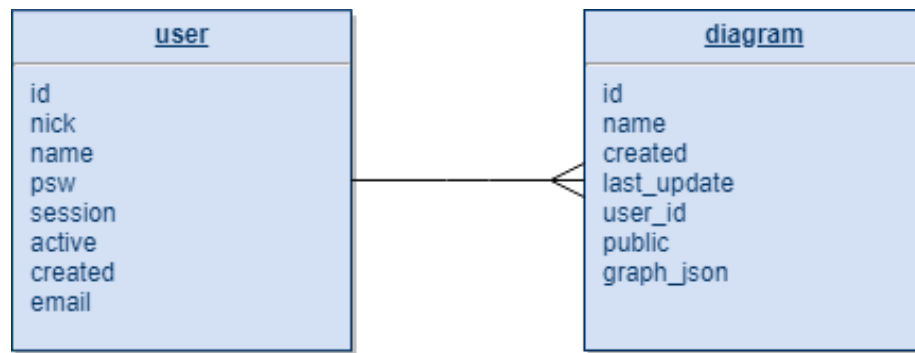 user
id
nick
name
psw
session
active
created
email
diagram
id
name
created
last_update
user_id
public
graph_json